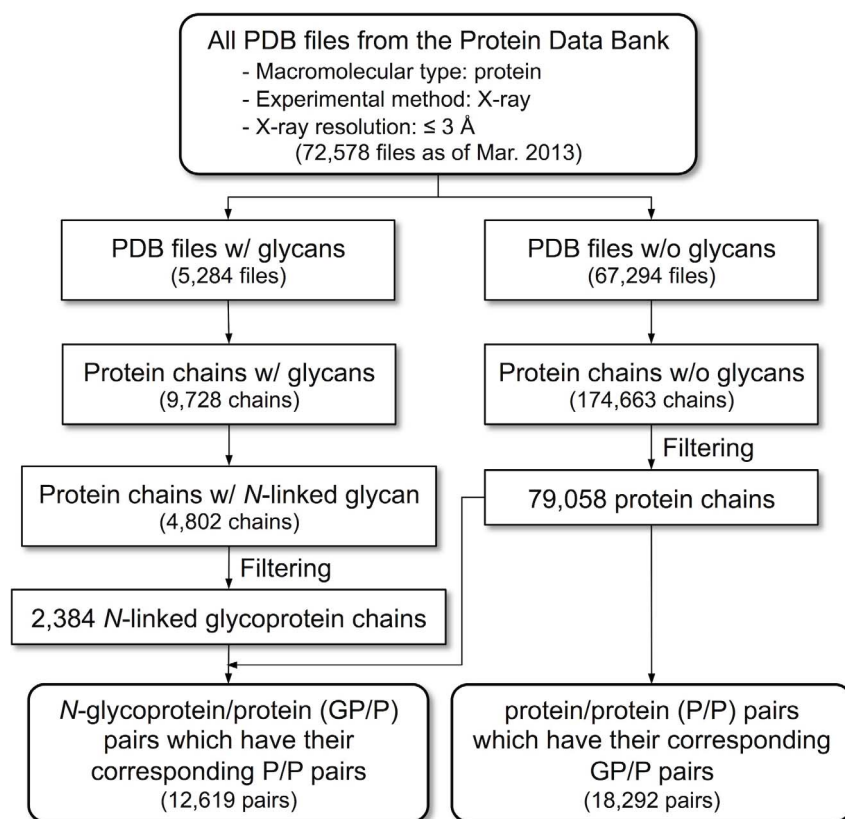 All PDB files from the Protein Data Bank
- Macromolecular type: protein
- Experimental method: X-ray
- X-ray resolution: ≤ 3 Å
(72,578 files as of Mar. 2013)
PDB files w/ glycans
(5,284 files)
PDB files w/o glycans
(67,294 files)
Protein chains w/ glycans
(9,728 chains)
Protein chains w/o glycans
(174,663 chains)
Filtering
Protein chains w/ N-linked glycan
(4,802 chains)
79,058 protein chains
Filtering
2,384 N-linked glycoprotein chains
N-glycoprotein/protein (GP/P)
pairs which have their
corresponding P/P pairs
(12,619 pairs)
protein/protein (P/P) pairs
which have their corresponding
GP/P pairs
(18,292 pairs)